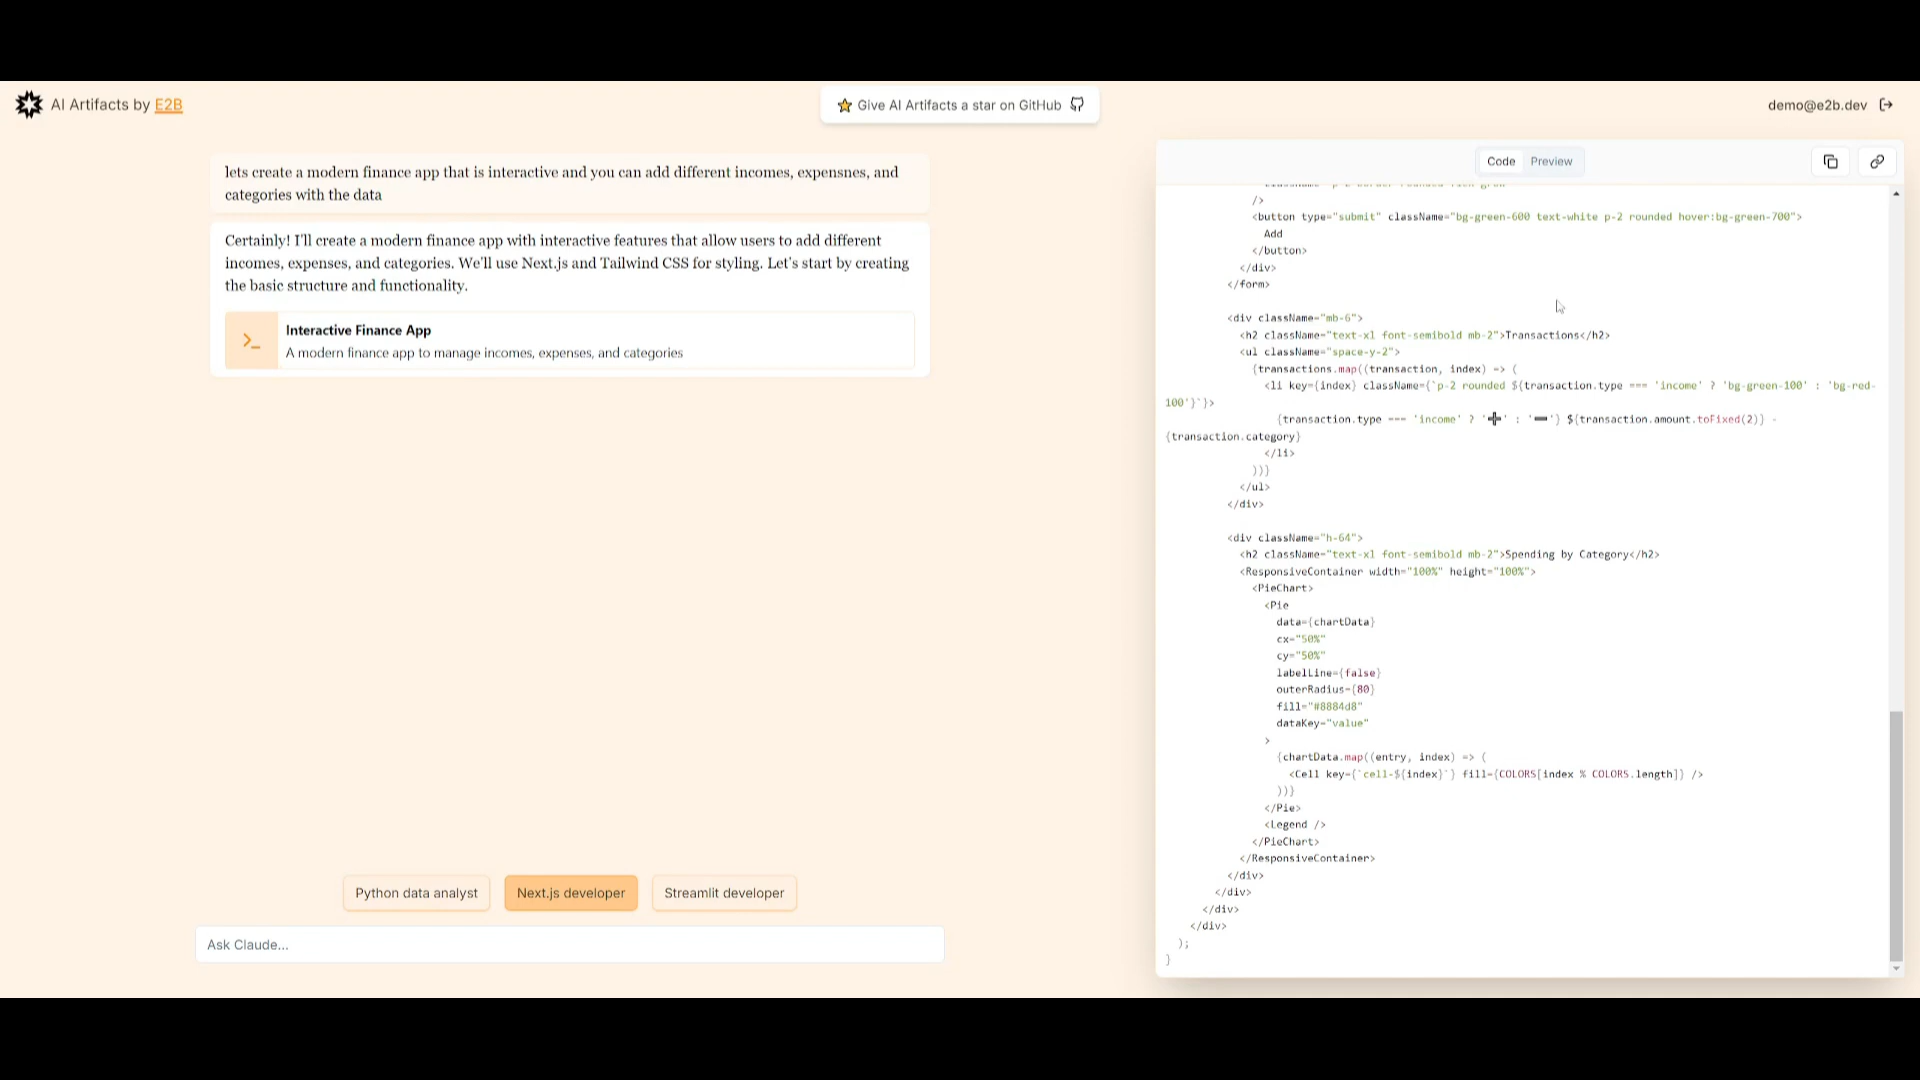 AI Artifacts by E2B
⭐ Give AI Artifacts a star on GitHub
demo@e2b.dev
lets create a modern finance app that is interactive and you can add different incomes, expensnes, and
categories with the data
Certainly! I'll create a modern finance app with interactive features that allow users to add different
incomes, expenses, and categories. We'll use Next.js and Tailwind CSS for styling. Let's start by creating
the basic structure and functionality.
>_
Interactive Finance App
A modern finance app to manage incomes, expenses, and categories
Python data analyst
Next.js developer
Streamlit developer
Ask Claude...
Code
Preview
/>
<button type="submit" className="bg-green-600 text-white p-2 rounded hover:bg-green-700">
Add
</button>
</div>
</form>
<div className="mb-6">
<h2 className="text-xl font-semibold mb-2">Transactions</h2>
<ul className="space-y-2">
{transactions.map((transaction, index) => (
<li key={index} className={`p-2 rounded ${transaction.type === 'income' ? 'bg-green-100' : 'bg-red-
100'}`}>
{transaction.type === 'income' ? '➕' : '➖'} ${transaction.amount.toFixed(2)} -
{transaction.category}
</li>
))}
</ul>
</div>
<div className="h-64">
<h2 className="text-xl font-semibold mb-2">Spending by Category</h2>
<ResponsiveContainer width="100%" height="100%">
<PieChart>
<Pie
data={chartData}
cx="50%"
cy="50%"
labelLine={false}
outerRadius={80}
fill="#8884d8"
dataKey="value"
>
{chartData.map((entry, index) => (
<Cell key={`cell-${index}`} fill={COLORS[index % COLORS.length]} />
))}
</Pie>
<Legend />
</PieChart>
</ResponsiveContainer>
</div>
</div>
</div>
</div>
);
}